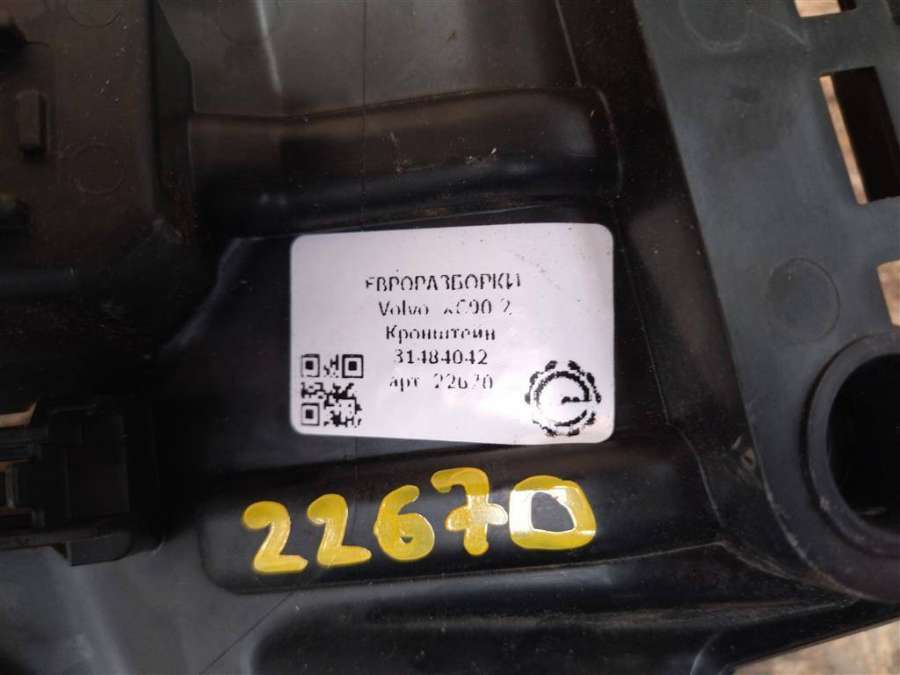 ЕВРОРАЗБОРКИ
Volvo XC90 2
Кронштейн
31484042
арт. 22670
22670